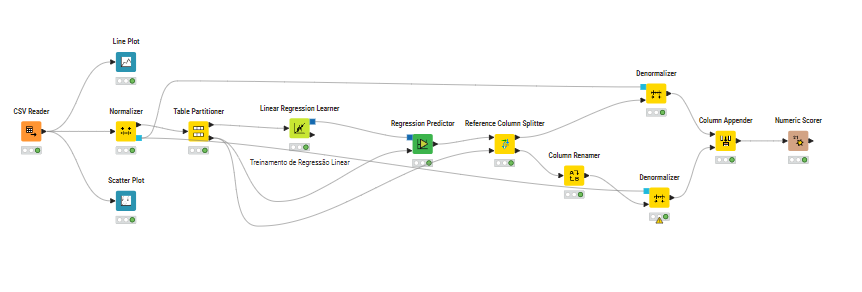 Line Plot
CSV Reader
Normalizer
Table Partitioner
Linear Regression Learner
Regression Predictor
Reference Column Splitter
Denormalizer
Column Appender
Numeric Scorer
Treinamento de Regressão Linear
Column Renamer
Scatter Plot
Denormalizer